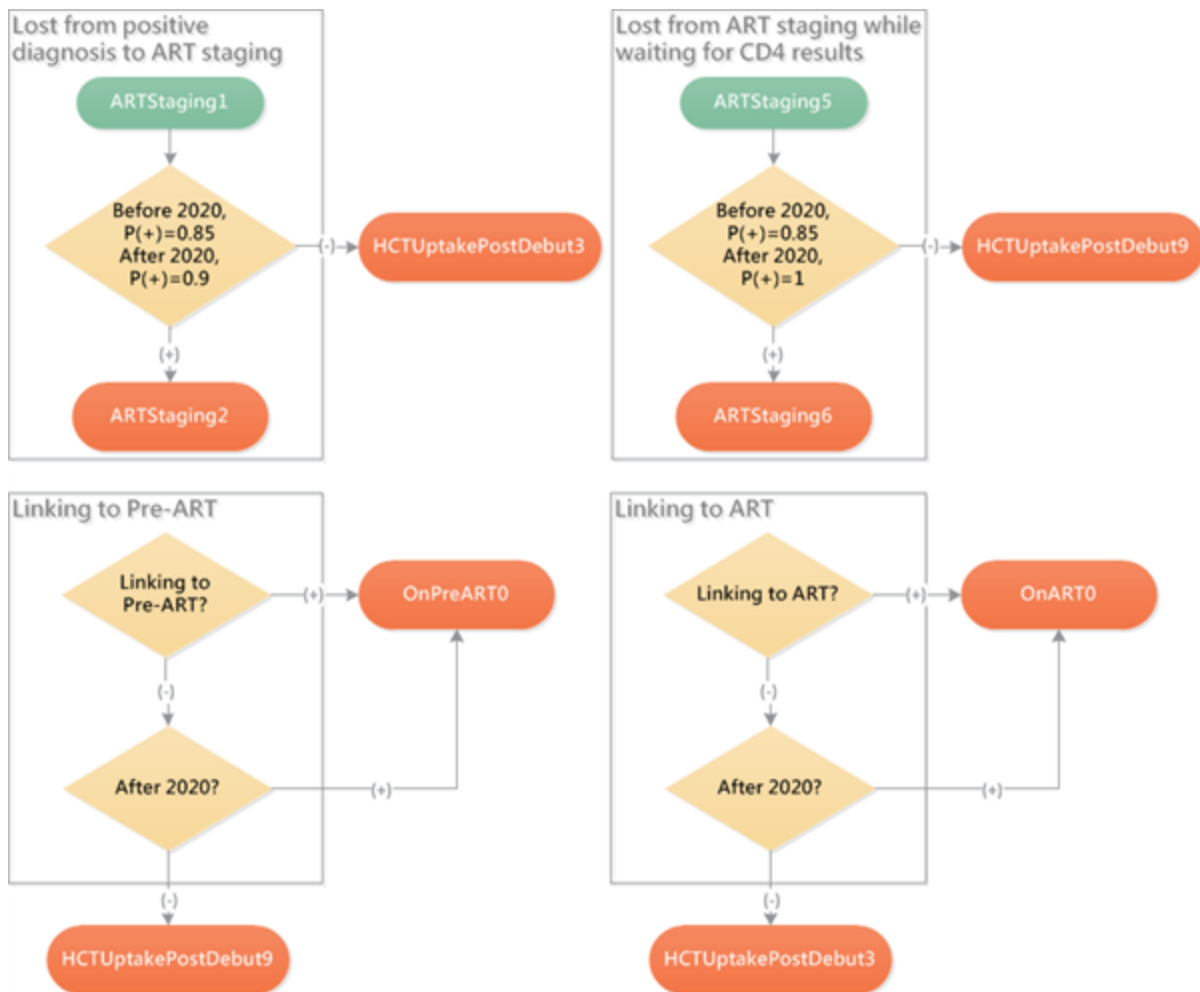 Lost from positive
diagnosis to ART staging
ARTStaging1
Before 2020,
P(+)=0.85
After 2020,
P(+)=0.9
(-)
HCTUptakePostDebut3
(+)
ARTStaging2
Lost from ART staging while
waiting for CD4 results
ARTStaging5
Before 2020,
P(+)=0.85
After 2020,
P(+)=1
(-)
HCTUptakePostDebut9
(+)
ARTStaging6
Linking to Pre-ART
Linking to
Pre-ART?
(+)
OnPreART0
(-)
After 2020?
(+)
(-)
HCTUptakePostDebut9
Linking to ART
Linking to ART?
(+)
OnART0
(-)
After 2020?
(+)
(-)
HCTUptakePostDebut3